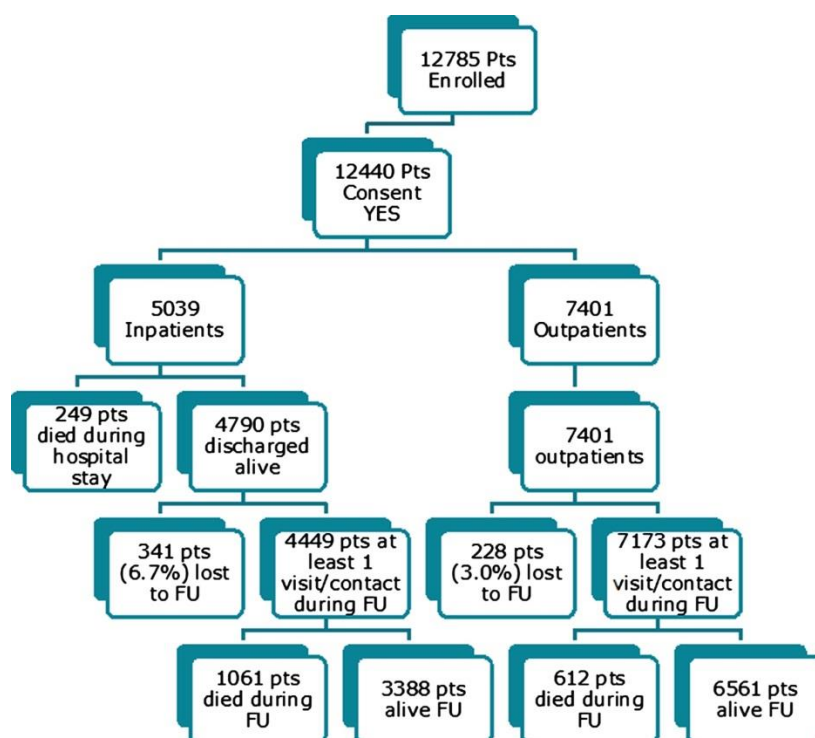 12785 Pts
Enrolled
12440 Pts
Consent
YES
5039
Inpatients
7401
Outpatients
249 pts
died during
hospital
stay
4790 pts
discharged
alive
7401
outpatients
341 pts
(6.7%) lost
to FU
4449 pts at
least 1
visit/contact
during FU
228 pts
(3.0%) lost
to FU
7173 pts at
least 1
visit/contact
during FU
1061 pts
died during
FU
3388 pts
alive FU
612 pts
died during
FU
6561 pts
alive FU